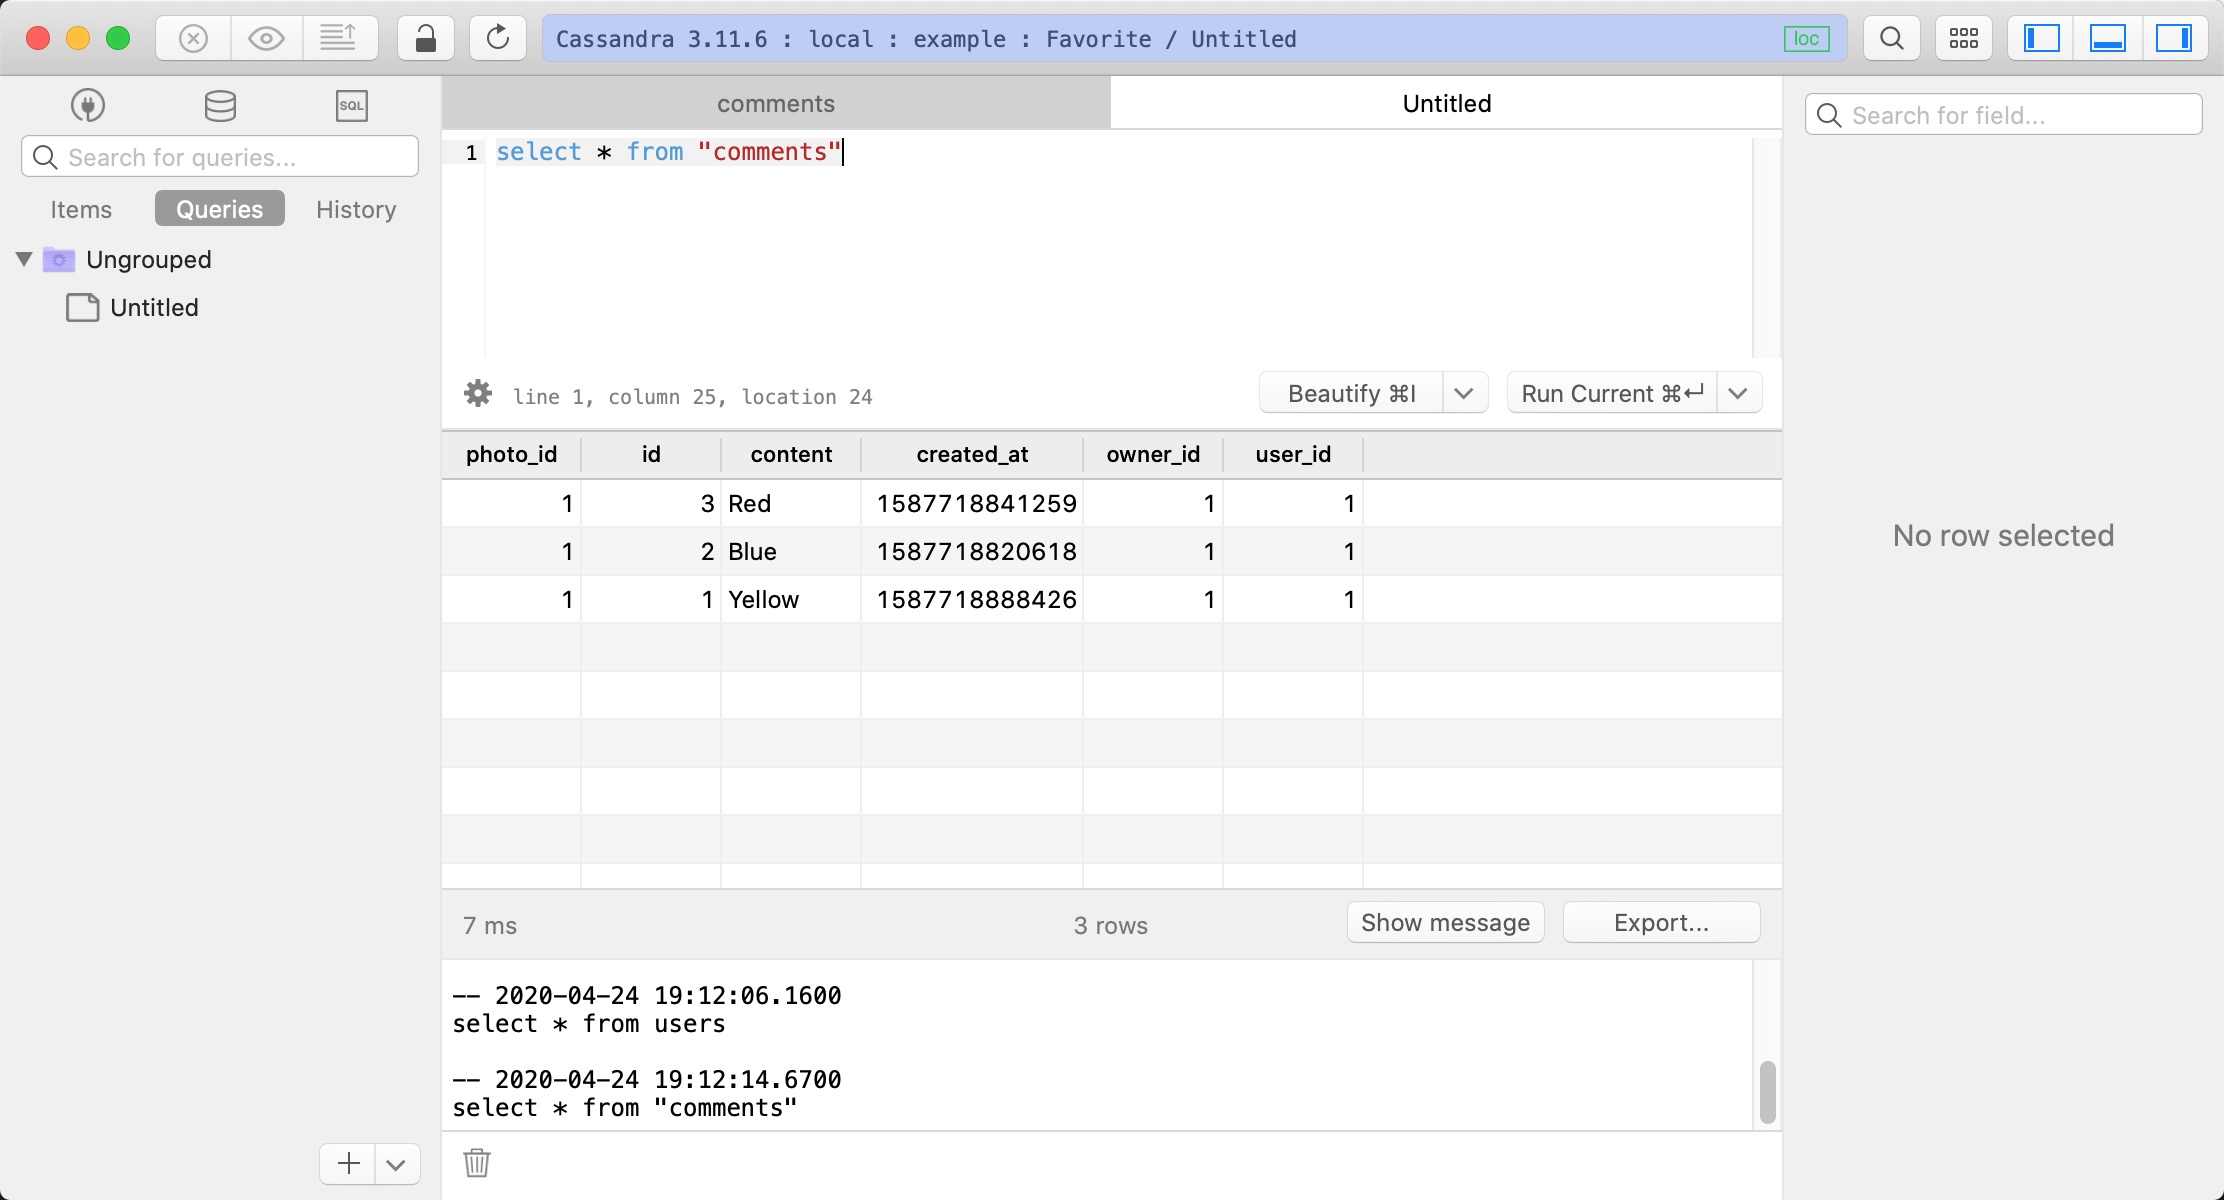 Cassandra 3.11.6 : local : example : Favorite / Untitled
loc
SQL
Search for queries...
Items
Queries
History
Ungrouped
Untitled
comments
Untitled
1 select * from "comments"
line 1, column 25, location 24
Beautify ⌘I
Run Current ⌘↩
photo_id id content created_at owner_id user_id
1 3 Red 1587718841259 1 1
1 2 Blue 1587718820618 1 1
1 1 Yellow 1587718888426 1 1
7 ms
3 rows
Show message
Export...
-- 2020-04-24 19:12:06.1600
select * from users
-- 2020-04-24 19:12:14.6700
select * from "comments"
Search for field...
No row selected